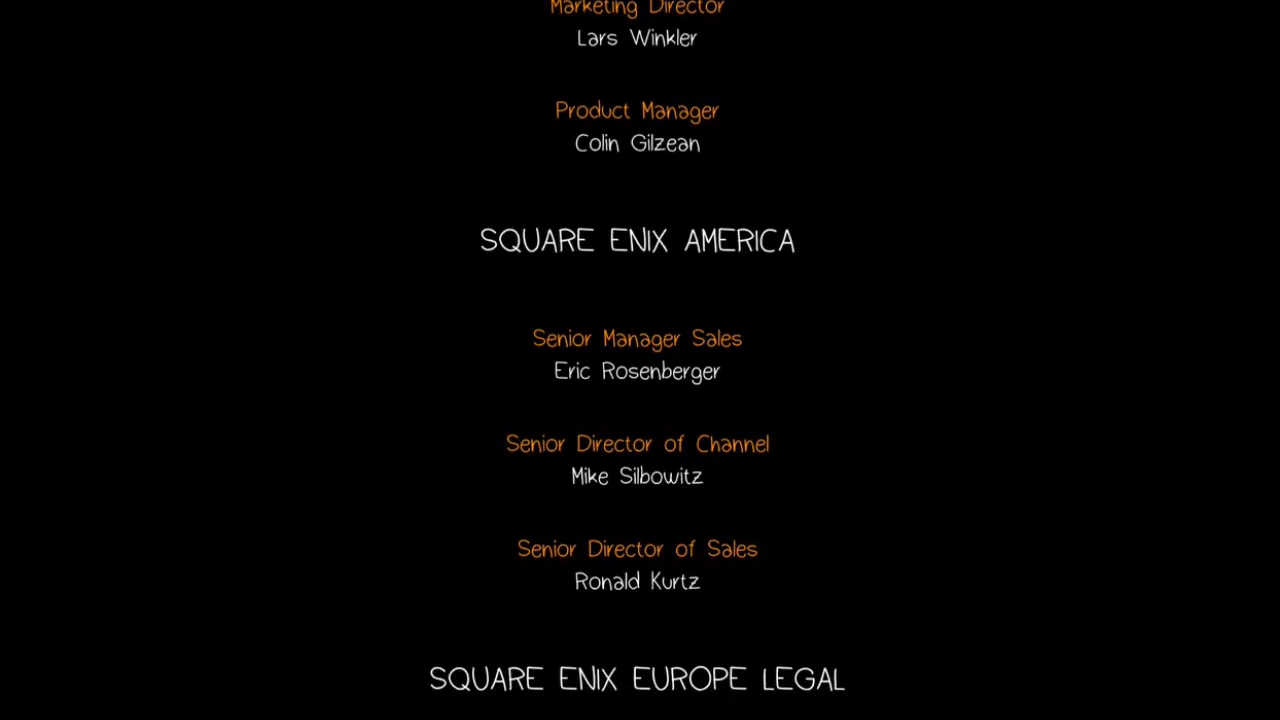 Marketing Director
Lars Winkler
Product Manager
Colin Gilzean
SQUARE ENIX AMERICA
Senior Manager Sales
Eric Rosenberger
Senior Director of Channel
Mike Silbowitz
Senior Director of Sales
Ronald Kurtz
SQUARE ENIX EUROPE LEGAL